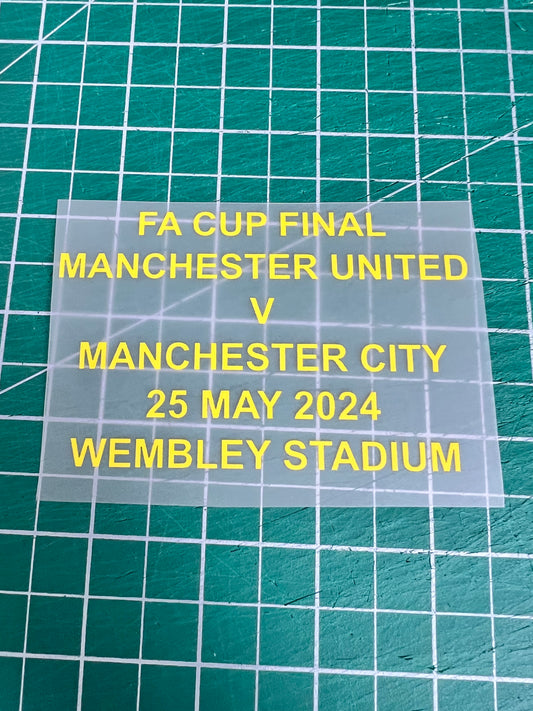 FA CUP FINAL
MANCHESTER UNITED
V
MANCHESTER CITY
25 MAY 2024
WEMBLEY STADIUM